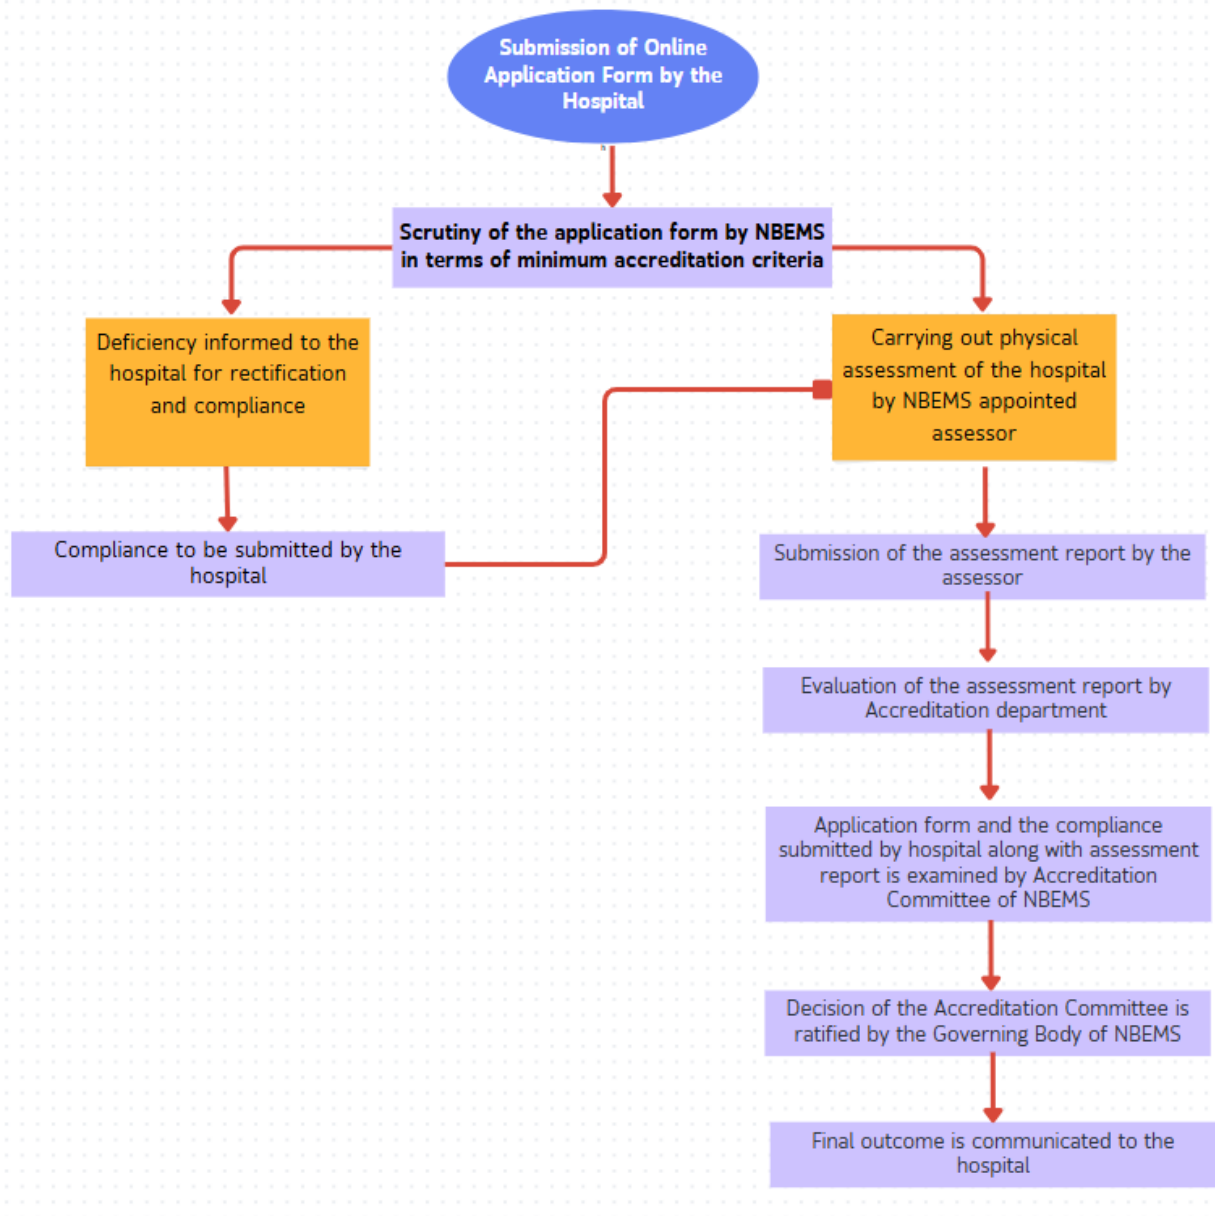 Submission of Online
Application Form by the
Hospital
Scrutiny of the application form by NBEMS
in terms of minimum accreditation criteria
Deficiency informed to the
hospital for rectification
and compliance
Carrying out physical
assessment of the hospital
by NBEMS appointed
assessor
Compliance to be submitted by the
hospital
Submission of the assessment report by the
assessor
Evaluation of the assessment report by
Accreditation department
Application form and the compliance
submitted by hospital along with assessment
report is examined by Accreditation
Committee of NBEMS
Decision of the Accreditation Committee is
ratified by the Governing Body of NBEMS
Final outcome is communicated to the
hospital